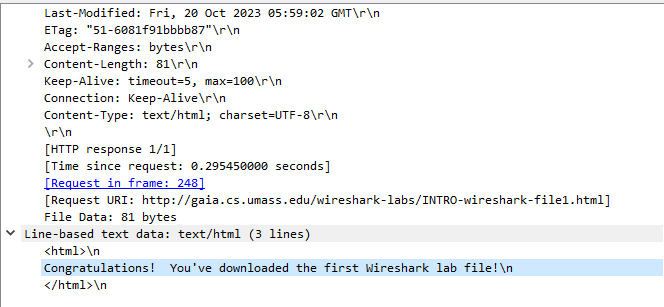 Last-Modified: Fri, 20 Oct 2023 05:59:02 GMT\r\n
ETag: "51-6081f91bbbb87"\r\n
Accept-Ranges: bytes\r\n
Content-Length: 81\r\n
Keep-Alive: timeout=5, max=100\r\n
Connection: Keep-Alive\r\n
Content-Type: text/html; charset=UTF-8\r\n
\r\n
[HTTP response 1/1]
[Time since request: 0.295450000 seconds]
[Request in frame: 248]
[Request URI: http://gaia.cs.umass.edu/wireshark-labs/INTRO-wireshark-file1.html]
File Data: 81 bytes
Line-based text data: text/html (3 lines)
<html>\n
Congratulations!  You've downloaded the first Wireshark lab file!\n
</html>\n